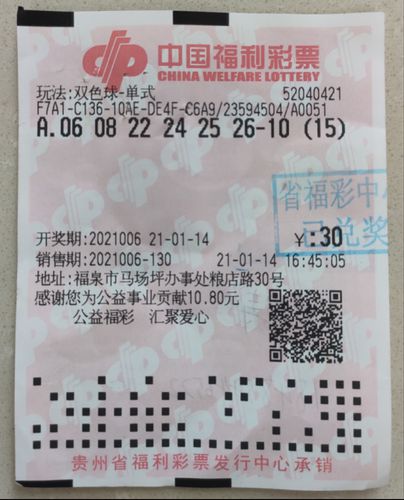 中国福利彩票
CHINA WELFARE LOTTERY
玩法:双色球-单式 52040421
F7A1-C136-10AE-DE4F-C6A9/23594504/A0051
A.06 08 22 24 25 26-10 (15)
省福彩中心
已兑奖
开奖期:2021006 21-01-14 ¥:30
销售期:2021006-130 21-01-14 16:45:05
地址:福泉市马场坪办事处粮店路30号
感谢您为公益事业贡献10.80元
公益福彩 汇聚爱心
贵州省福利彩票发行中心承销